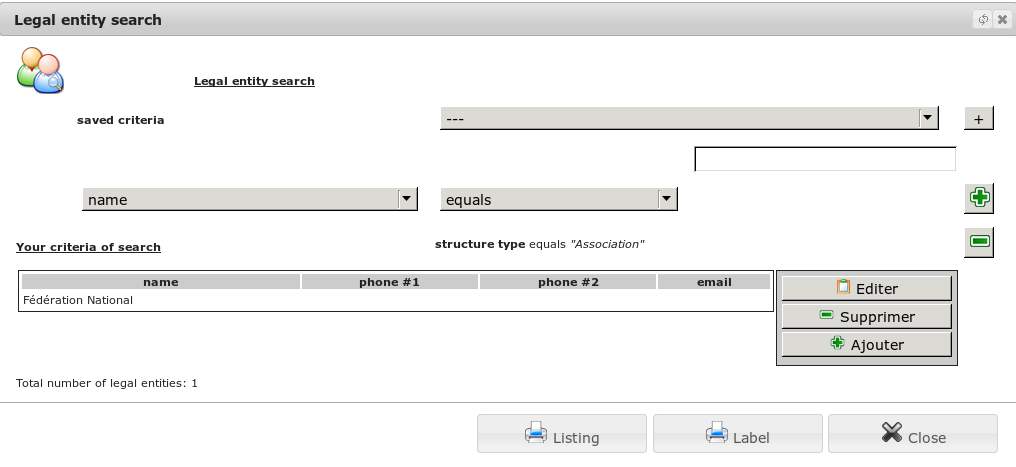 Legal entity search
Legal entity search
saved criteria
---
+
name
equals
Your criteria of search
structure type equals "Association"
name phone #1 phone #2 email
Fédération National
Editer
Supprimer
Ajouter
Total number of legal entities: 1
Listing
Label
Close